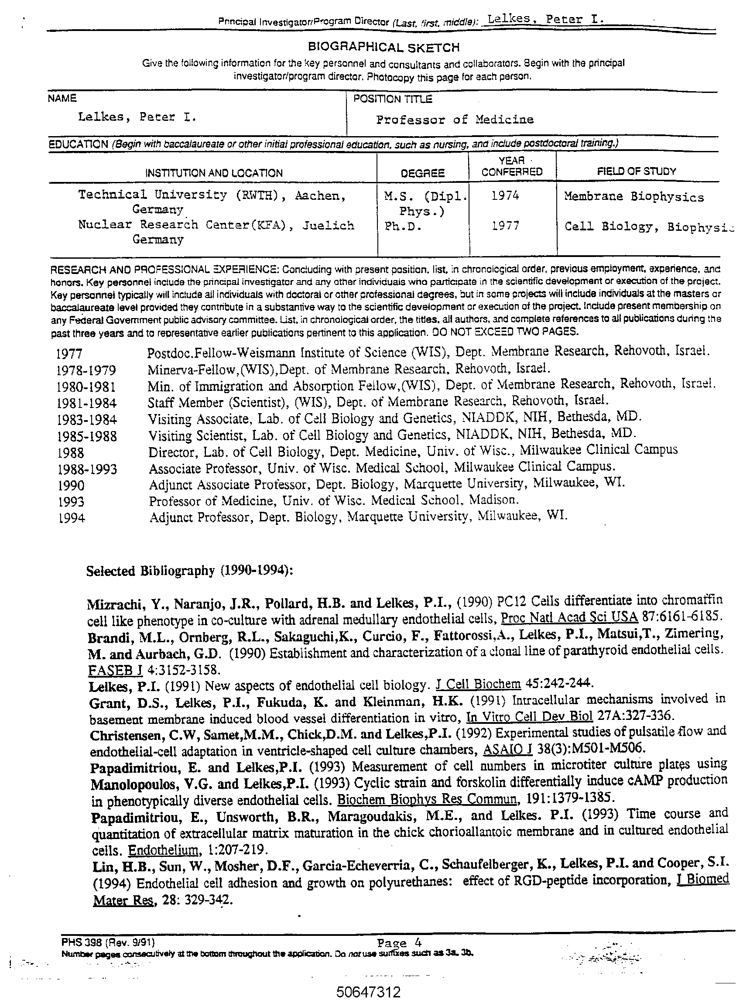 Principal Investigator/Program Director (Last, first, middle): Lelkes, Peter I.
BIOGRAPHICAL SKETCH
Give the following information for the key personnel and consultants and collaborators. Begin with the principal
investigator/program director. Photocopy this page for each person.
NAME
POSITION TITLE
Lelkes, Peter I.
Professor of Medicine
EDUCATION (Begin with baccalaureate or other initial professional education, such as nursing, and include postdoctoral training.)
INSTITUTION AND LOCATION
DEGREE
YEAR
CONFERRED
FIELD OF STUDY
Technical University (RWTH), Aachen,
Germany
M.S. (Dipl.
Phys.)
1974
Membrane Biophysics
Nuclear Research Center(KFA), Juelich
Germany
Ph.D.
1977
Cell Biology, Biophysic
RESEARCH AND PROFESSIONAL EXPERIENCE: Concluding with present position, list, in chronological order, previous employment, experience, and
honors. Key personnel include the principal investigator and any other individuals who participate in the scientific development or execution of the project.
Key personnel typically will include all individuals with doctoral or other professional degrees, but in some projects will include individuals at the masters or
baccalaureate level provided they contribute in a substantive way to the scientific development or execution of the project. Include present membership on
any Federal Government public advisory committee. List, in chronological order, the titles, all authors, and complete references to all publications during the
past three years and to representative earlier publications pertinent to this application. DO NOT EXCEED TWO PAGES.
1977 Postdoc.Fellow-Weismann Institute of Science (WIS), Dept. Membrane Research, Rehovoth, Israel.
1978-1979 Minerva-Fellow,(WIS),Dept. of Membrane Research, Rehovoth, Israel.
1980-1981 Min. of Immigration and Absorption Fellow,(WIS), Dept. of Membrane Research, Rehovoth, Israel.
1981-1984 Staff Member (Scientist), (WIS), Dept. of Membrane Research, Rehovoth, Israel.
1983-1984 Visiting Associate, Lab. of Cell Biology and Genetics, NIADDK, NIH, Bethesda, MD.
1985-1988 Visiting Scientist, Lab. of Cell Biology and Genetics, NIADDK, NIH, Bethesda, MD.
1988 Director, Lab. of Cell Biology, Dept. Medicine, Univ. of Wisc., Milwaukee Clinical Campus
1988-1993 Associate Professor, Univ. of Wisc. Medical School, Milwaukee Clinical Campus.
1990 Adjunct Associate Professor, Dept. Biology, Marquette University, Milwaukee, WI.
1993 Professor of Medicine, Univ. of Wisc. Medical School, Madison.
1994 Adjunct Professor, Dept. Biology, Marquette University, Milwaukee, WI.
Selected Bibliography (1990-1994):
Mizrachi, Y., Naranjo, J.R., Pollard, H.B. and Lelkes, P.I., (1990) PC12 Cells differentiate into chromaffin
cell like phenotype in co-culture with adrenal medullary endothelial cells, Proc Natl Acad Sci USA 87:6161-6185.
Brandi, M.L., Ornberg, R.L., Sakaguchi,K., Curcio, F., Fattorossi,A., Lelkes, P.I., Matsui,T., Zimering,
M. and Aurbach, G.D. (1990) Establishment and characterization of a clonal line of parathyroid endothelial cells.
FASEB J 4:3152-3158.
Lelkes, P.I. (1991) New aspects of endothelial cell biology. J Cell Biochem 45:242-244.
Grant, D.S., Lelkes, P.I., Fukuda, K. and Kleinman, H.K. (1991) Intracellular mechanisms involved in
basement membrane induced blood vessel differentiation in vitro, In Vitro Cell Dev Biol 27A:327-336.
Christensen, C.W, Samet,M.M., Chick,D.M. and Lelkes,P.I. (1992) Experimental studies of pulsatile flow and
endothelial-cell adaptation in ventricle-shaped cell culture chambers, ASAIO J 38(3):M501-M506.
Papadimitriou, E. and Lelkes,P.I. (1993) Measurement of cell numbers in microtiter culture plates using
Manolopoulos, V.G. and Lelkes,P.I. (1993) Cyclic strain and forskolin differentially induce cAMP production
in phenotypically diverse endothelial cells. Biochem Biophys Res Commun, 191:1379-1385.
Papadimitriou, E., Unsworth, B.R., Maragoudakis, M.E., and Lelkes. P.I. (1993) Time course and
quantitation of extracellular matrix maturation in the chick chorioallantoic membrane and in cultured endothelial
cells. Endothelium, 1:207-219.
Lin, H.B., Sun, W., Mosher, D.F., Garcia-Echeverria, C., Schaufelberger, K., Lelkes, P.I. and Cooper, S.I.
(1994) Endothelial cell adhesion and growth on polyurethanes: effect of RGD-peptide incorporation, J Biomed
Mater Res, 28: 329-342.
PHS 398 (Rev. 9/91)
Page 4
Number pages consecutively at the bottom throughout the application. Do not use suffixes such as 3a, 3b.
50647312